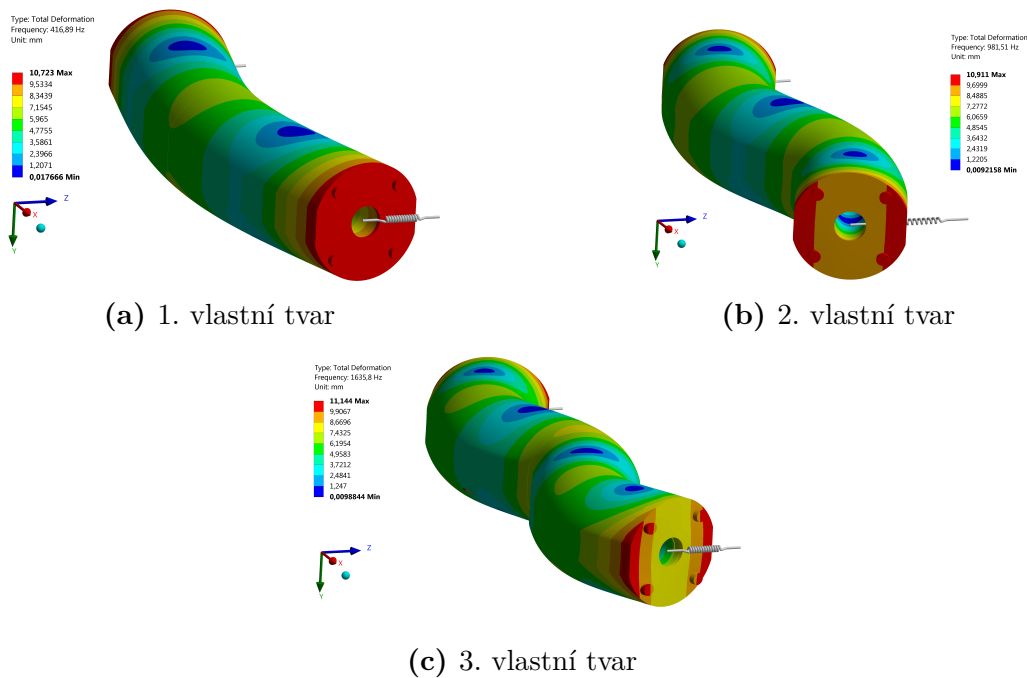 Type: Total Deformation
Frequency: 416,89 Hz
Unit: mm
10,723 Max
9,5334
8,3439
7,1545
5,965
4,7755
3,5861
2,3966
1,2071
0,017666 Min
Z
X
Y
(a) 1. vlastní tvar
Type: Total Deformation
Frequency: 981,51 Hz
Unit: mm
10,911 Max
9,6999
8,4885
7,2772
6,0659
4,8545
3,6432
2,4319
1,2205
0,0092158 Min
Z
X
Y
(b) 2. vlastní tvar
Type: Total Deformation
Frequency: 1635,8 Hz
Unit: mm
11,144 Max
9,9067
8,6696
7,4325
6,1954
4,9583
3,7212
2,4841
1,247
0,0098844 Min
Z
X
Y
(c) 3. vlastní tvar